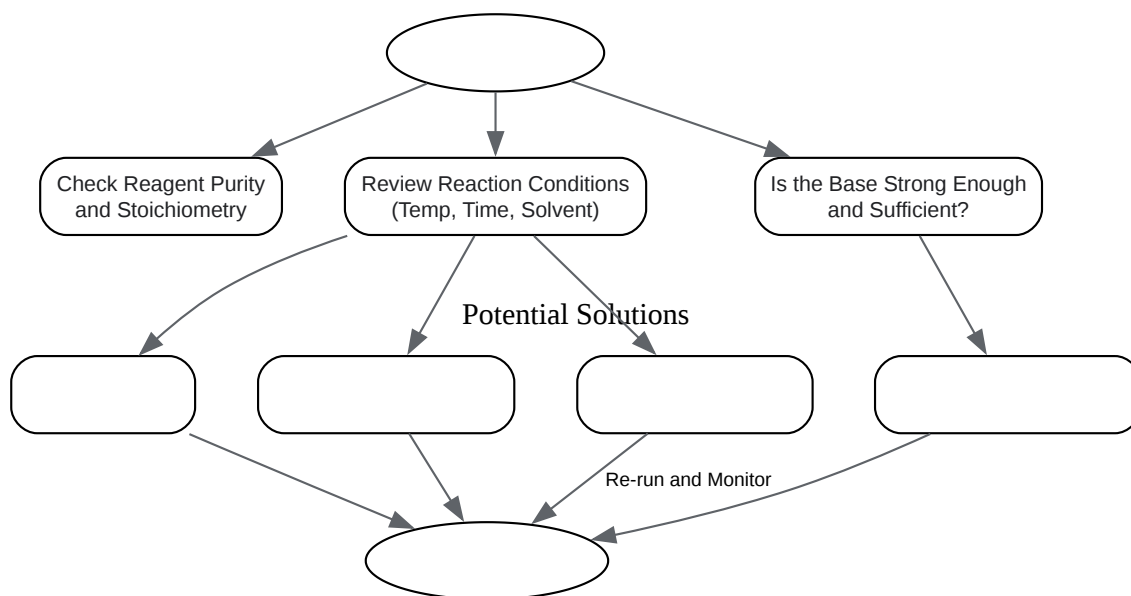 Check Reagent Purity
and Stoichiometry
Review Reaction Conditions
(Temp, Time, Solvent)
Is the Base Strong Enough
and Sufficient?
Potential Solutions
Re-run and Monitor